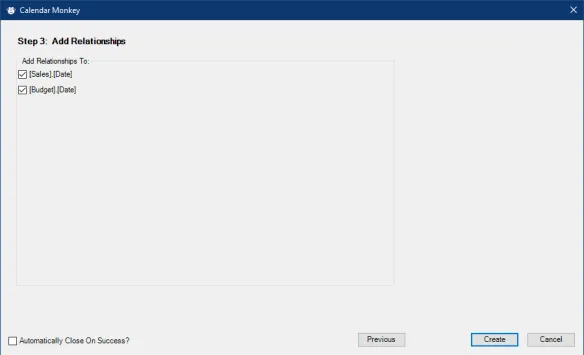 Calendar Monkey
Step 3: Add Relationships
Add Relationships To:
[Sales].[Date]
[Budget].[Date]
Automatically Close On Success?
Previous
Create
Cancel